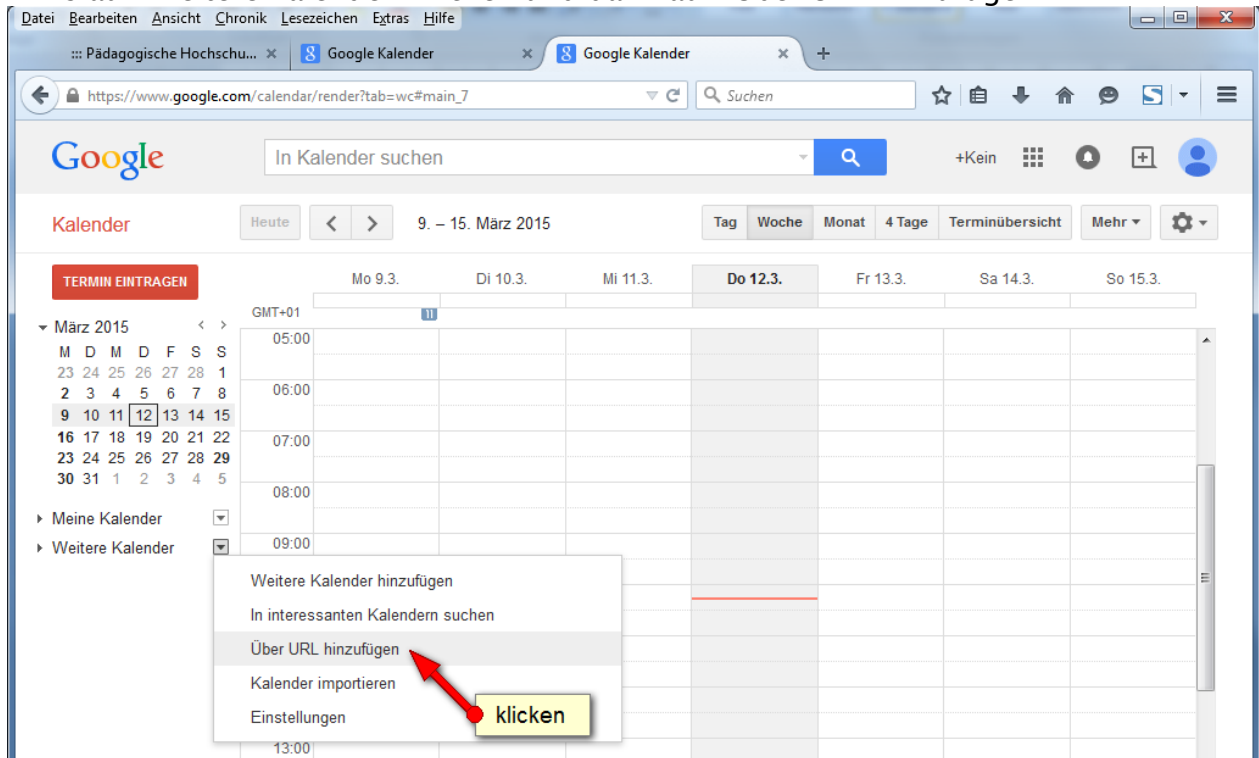 Datei Bearbeiten Ansicht Chronik Lesezeichen Extras Hilfe
::: Pädagogische Hochschu... × 8 Google Kalender × 8 Google Kalender × +
https://www.google.com/calendar/render?tab=wc#main_7 Suchen
Google In Kalender suchen +Kein
Kalender Heute 9. – 15. März 2015 Tag Woche Monat 4 Tage Terminübersicht Mehr
TERMIN EINTRAGEN Mo 9.3. Di 10.3. Mi 11.3. Do 12.3. Fr 13.3. Sa 14.3. So 15.3.
GMT+01 11
März 2015 < >
05:00
M D M D F S S
23 24 25 26 27 28 1
2 3 4 5 6 7 8
06:00
9 10 11 12 13 14 15
16 17 18 19 20 21 22
07:00
23 24 25 26 27 28 29
30 31 1 2 3 4 5
08:00
Meine Kalender
Weitere Kalender
09:00
Weitere Kalender hinzufügen
In interessanten Kalendern suchen
Über URL hinzufügen
Kalender importieren
Einstellungen
klicken
13:00